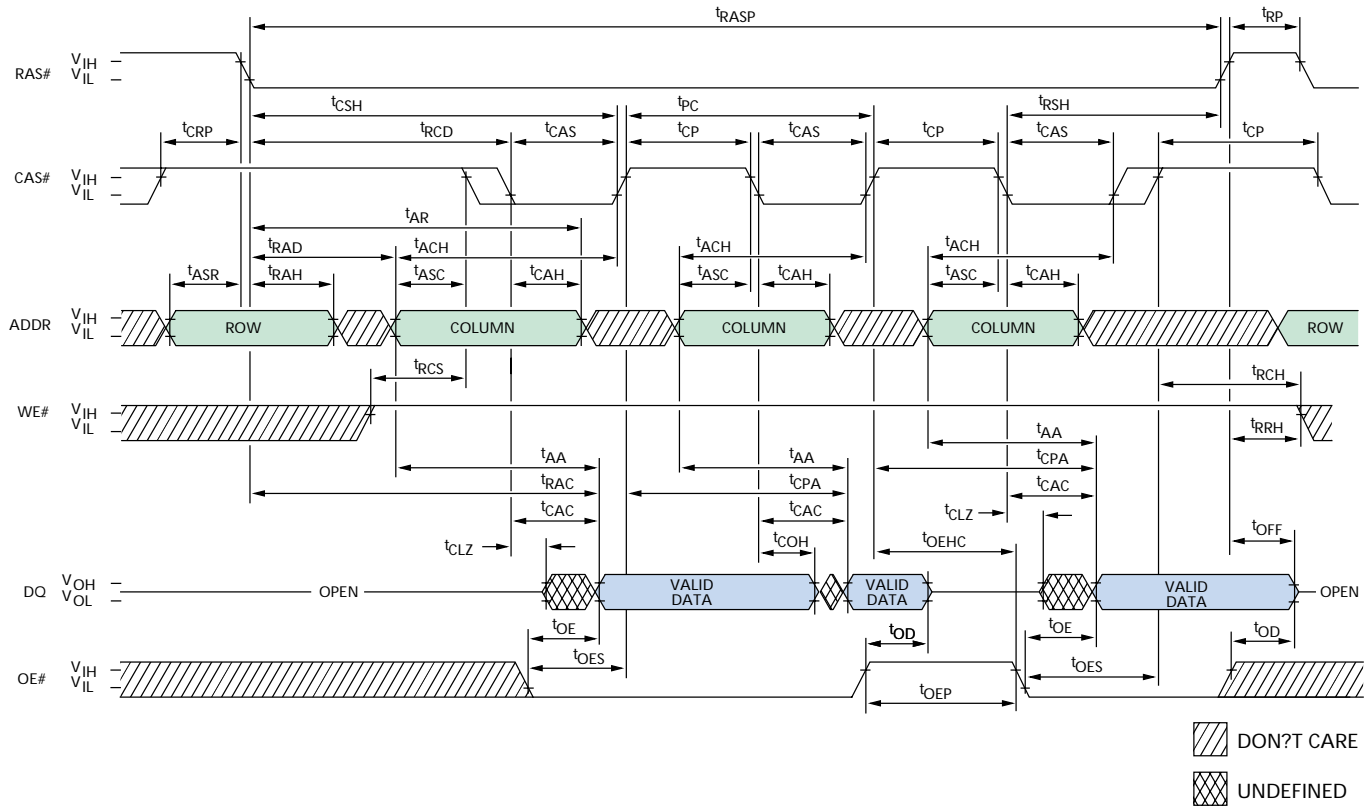 tRASP tRP
RAS# VIH
VIL
tCSH tPC tRSH
tCRP tRCD tCAS tCP tCAS tCP tCAS tCP
CAS# VIH
VIL
tAR
tRAD tACH tACH tACH
tASR tRAH tASC tCAH tASC tCAH tASC tCAH
ADDR VIH
VIL
ROW COLUMN COLUMN COLUMN ROW
tRCS tRCH
WE# VIH
VIL
tRRH
tAA tAA tAA
tRAC tCPA tCPA
tCAC tCAC tCAC
tCLZ tCOH tOEHC tCLZ tOFF
DQ VOH
VOL
OPEN VALID
DATA VALID
DATA VALID
DATA OPEN
tOE tOD tOE tOD
tOES tOES
OE# VIH
VIL
tOEP
DON?T CARE
UNDEFINED